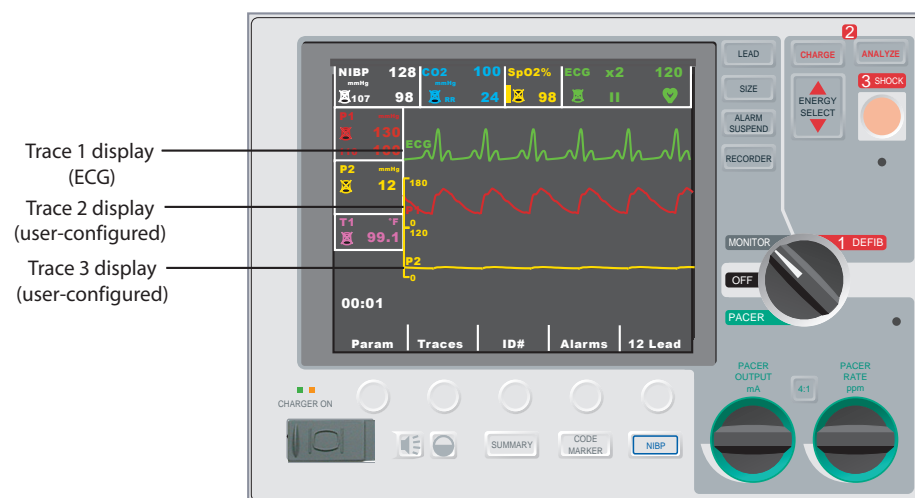 Trace 1 display
(ECG)
Trace 2 display
(user-configured)
Trace 3 display
(user-configured)
NIBP 128
mmHg
107 98
CO2 100
mmHg
RR 24
SpO2%
98
ECG x2 120
II
P1 mmHg
130
100
P2 mmHg
12
T1 °F
99.1
ECG
180
0
120
P2
0
00:01
Param Traces ID# Alarms 12 Lead
LEAD
SIZE
ALARM
SUSPEND
RECORDER
2
CHARGE
ANALYZE
ENERGY
SELECT
3 SHOCK
MONITOR
1 DEFIB
OFF
PACER
PACER
OUTPUT
mA
4:1
PACER
RATE
ppm
CHARGER ON
SUMMARY
CODE
MARKER
NIBP